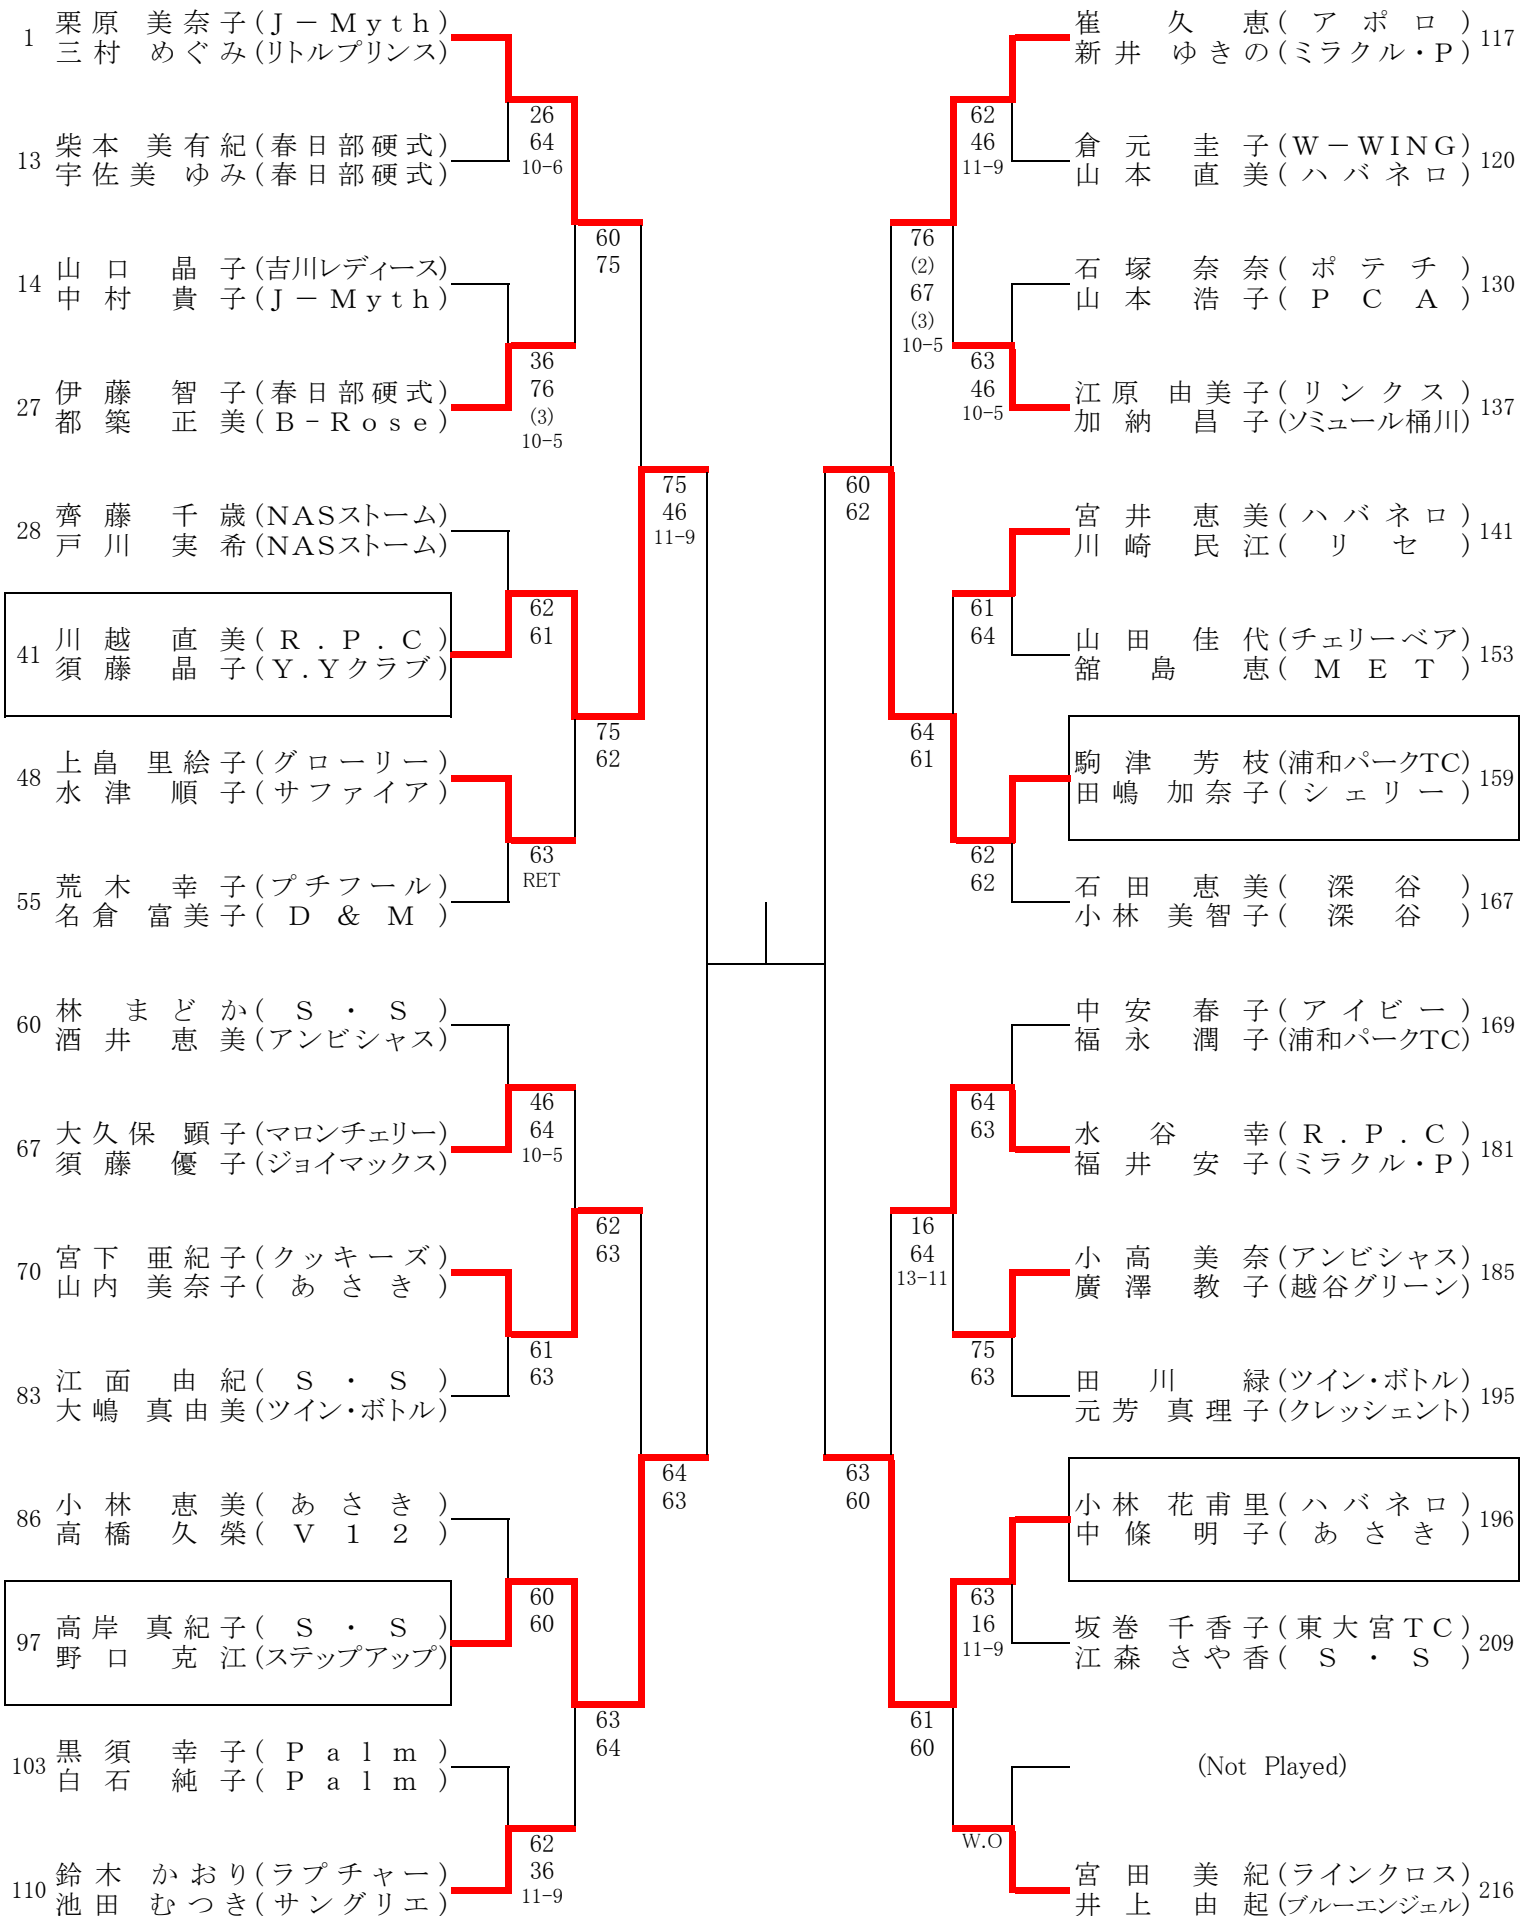 1 栗原 美奈子(J－Myth)
三村 めぐみ(リトルプリンス)
26
64
10-6
13 柴本 美有紀(春日部硬式)
宇佐美 ゆみ(春日部硬式)
60
75
14 山口 晶子(吉川レディース)
中村 貴子(J－Myth)
36
76
(3)
10-5
27 伊藤 智子(春日部硬式)
都築 正美(B-Rose)
75
46
11-9
28 齊藤 千歳(NASストーム)
戸川 実希(NASストーム)
62
61
41 川越 直美(R.P.C)
須藤 晶子(Y.Yクラブ)
75
62
48 上畠 里絵子(グローリー)
水津 順子(サファイア)
63
RET
55 荒木 幸子(プチフール)
名倉 富美子(D&M)
60 林 まどか(S・S)
酒井 恵美(アンビシャス)
46
64
10-5
67 大久保 顕子(マロンチェリー)
須藤 優子(ジョイマックス)
62
63
70 宮下 亜紀子(クッキーズ)
山内 美奈子(あさき)
61
63
83 江面 由紀(S・S)
大嶋 真由美(ツイン・ボトル)
64
63
86 小林 恵美(あさき)
高橋 久榮(V12)
60
60
97 高岸 真紀子(S・S)
野口 克江(ステップアップ)
63
64
103 黒須 幸子(Palm)
白石 純子(Palm)
62
36
11-9
110 鈴木 かおり(ラプチャー)
池田 むつき(サングリエ)
崔 久恵(アポロ) 117
新井 ゆきの(ミラクル・P)
62
46
11-9
倉元 圭子(W－WING) 120
山本 直美(ハバネロ)
76
(2)
67
(3)
10-5
石塚 奈奈(ポテチ) 130
山本 浩子(PCA)
63
46
10-5
江原 由美子(リンクス) 137
加納 昌子(ソミュール桶川)
60
62
宮井 恵美(ハバネロ) 141
川崎 民江(リセ)
61
64
山田 佳代(チェリーベア) 153
舘島 恵(MET)
64
61
駒津 芳枝(浦和パークTC) 159
田嶋 加奈子(シェリー)
62
62
石田 恵美(深谷) 167
小林 美智子(深谷)
中安 春子(アイビー) 169
福永 潤子(浦和パークTC)
64
63
水谷 幸(R.P.C) 181
福井 安子(ミラクル・P)
16
64
13-11
小高 美奈(アンビシャス) 185
廣澤 教子(越谷グリーン)
75
63
田川 緑(ツイン・ボトル) 195
元芳 真理子(クレッシェント)
63
60
小林 花甫里(ハバネロ) 196
中條 明子(あさき)
63
16
11-9
坂巻 千香子(東大宮TC) 209
江森 さや香(S・S)
61
60
(Not Played)
W.O
宮田 美紀(ラインクロス) 216
井上 由起(ブルーエンジェル)